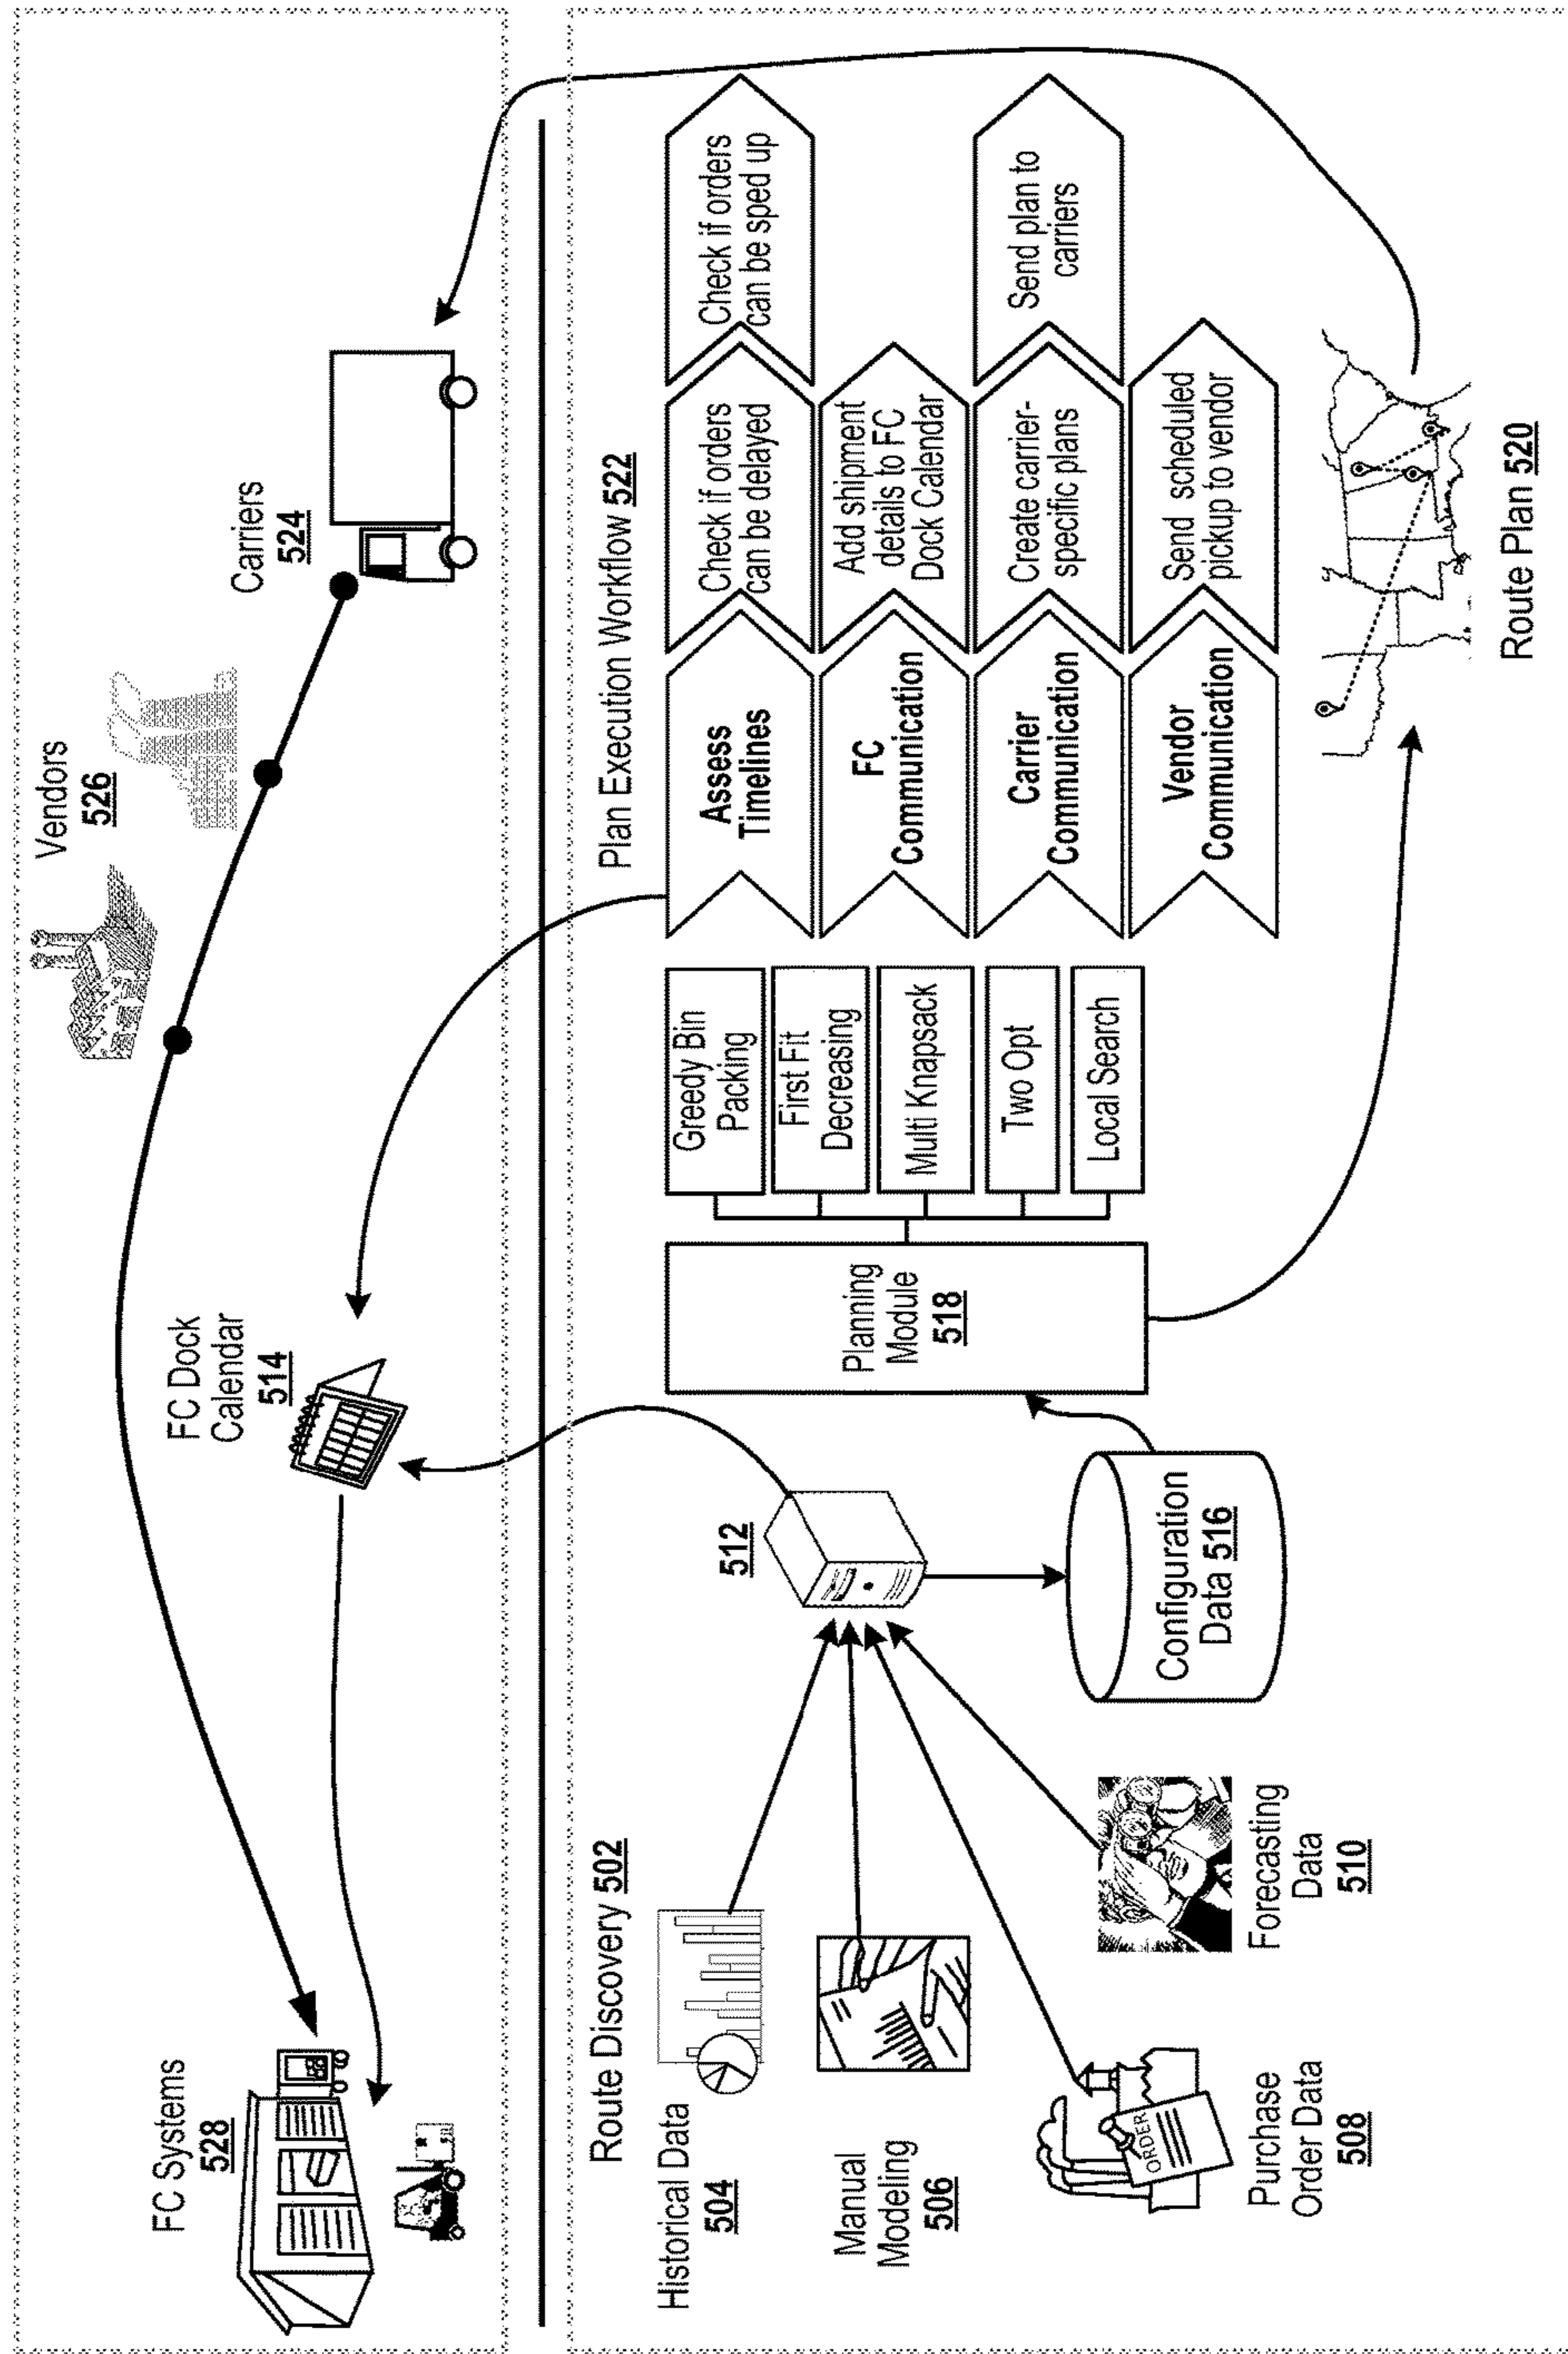 FC Systems
528
FC Dock
Calendar
514
Vendors
526
Carriers
524
Route Discovery 502
Historical Data
504
Manual
Modeling
506
ORDER
Purchase
Order Data
508
Forecasting
Data
510
512
Configuration
Data 516
Planning
Module
518
Greedy Bin
Packing
First Fit
Decreasing
Multi Knapsack
Two Opt
Local Search
Plan Execution Workflow 522
Assess
Timelines
Check if orders
can be delayed
Check if orders
can be sped up
FC
Communication
Add shipment
details to FC
Dock Calendar
Carrier
Communication
Create carrier-
specific plans
Send plan to
carriers
Vendor
Communication
Send scheduled
pickup to vendor
Route Plan 520